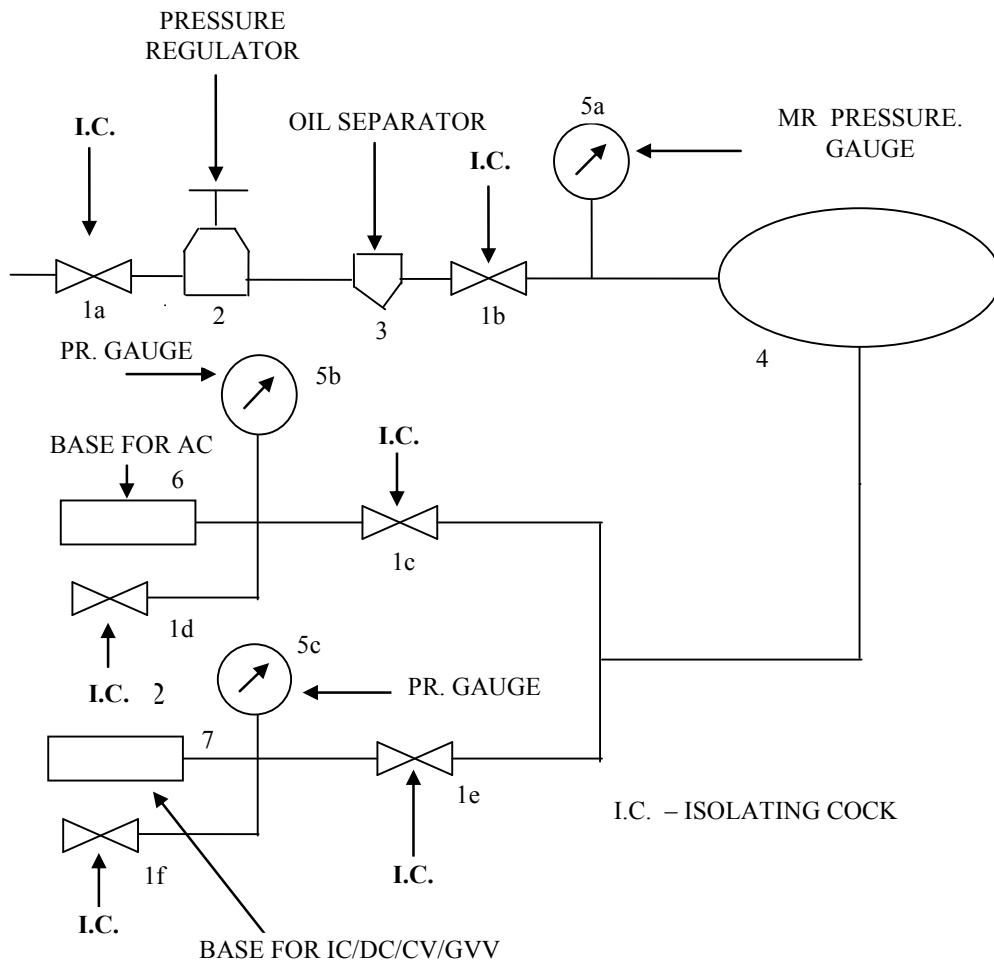 PRESSURE
REGULATOR
I.C.
OIL SEPARATOR
I.C.
5a
MR PRESSURE.
GAUGE
1a
2
3
1b
4
PR. GAUGE
5b
BASE FOR AC
6
I.C.
1c
1d
I.C.
2
5c
PR. GAUGE
7
1e
I.C. – ISOLATING COCK
1f
I.C.
I.C.
BASE FOR IC/DC/CV/GVV